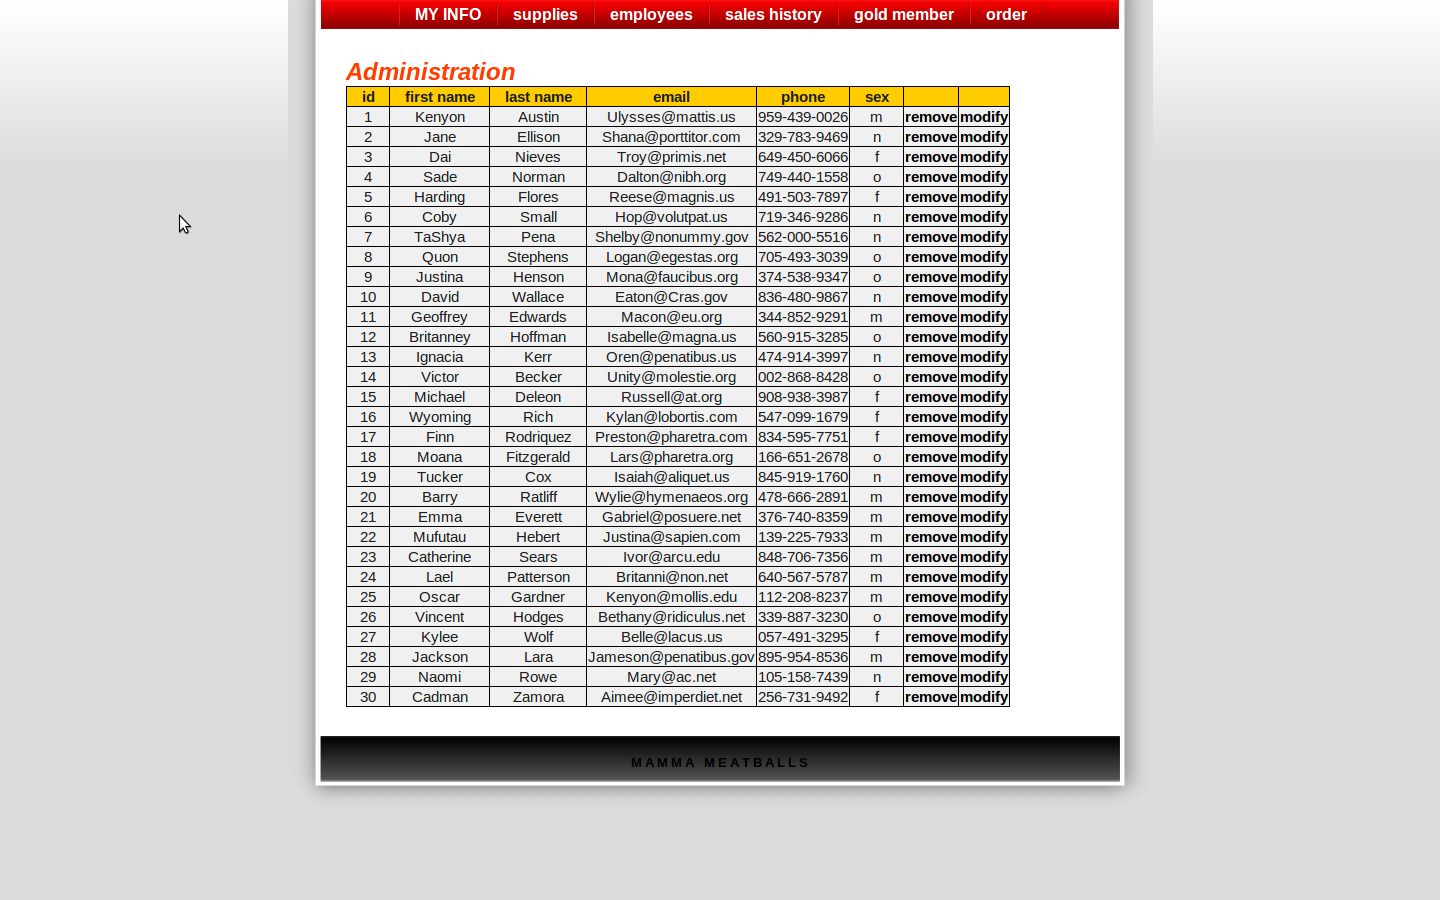 MY INFO supplies employees sales history gold member order
Administration
id first name last name email phone sex
1 Kenyon Austin Ulysses@mattis.us 959-439-0026 m remove modify
2 Jane Ellison Shana@porttitor.com 329-783-9469 n remove modify
3 Dai Nieves Troy@primis.net 649-450-6066 f remove modify
4 Sade Norman Dalton@nibh.org 749-440-1558 o remove modify
5 Harding Flores Reese@magnis.us 491-503-7897 f remove modify
6 Coby Small Hop@volutpat.us 719-346-9286 n remove modify
7 TaShya Pena Shelby@nonummy.gov 562-000-5516 n remove modify
8 Quon Stephens Logan@egestas.org 705-493-3039 o remove modify
9 Justina Henson Mona@faucibus.org 374-538-9347 o remove modify
10 David Wallace Eaton@Cras.gov 836-480-9867 n remove modify
11 Geoffrey Edwards Macon@eu.org 344-852-9291 m remove modify
12 Britanney Hoffman Isabelle@magna.us 560-915-3285 o remove modify
13 Ignacia Kerr Oren@penatibus.us 474-914-3997 n remove modify
14 Victor Becker Unity@molestie.org 002-868-8428 o remove modify
15 Michael Deleon Russell@at.org 908-938-3987 f remove modify
16 Wyoming Rich Kylan@lobortis.com 547-099-1679 f remove modify
17 Finn Rodriquez Preston@pharetra.com 834-595-7751 f remove modify
18 Moana Fitzgerald Lars@pharetra.org 166-651-2678 o remove modify
19 Tucker Cox Isaiah@aliquet.us 845-919-1760 n remove modify
20 Barry Ratliff Wylie@hymenaeos.org 478-666-2891 m remove modify
21 Emma Everett Gabriel@posuere.net 376-740-8359 m remove modify
22 Mufutau Hebert Justina@sapien.com 139-225-7933 m remove modify
23 Catherine Sears Ivor@arcu.edu 848-706-7356 m remove modify
24 Lael Patterson Britanni@non.net 640-567-5787 m remove modify
25 Oscar Gardner Kenyon@mollis.edu 112-208-8237 m remove modify
26 Vincent Hodges Bethany@ridiculus.net 339-887-3230 o remove modify
27 Kylee Wolf Belle@lacus.us 057-491-3295 f remove modify
28 Jackson Lara Jameson@penatibus.gov 895-954-8536 m remove modify
29 Naomi Rowe Mary@ac.net 105-158-7439 n remove modify
30 Cadman Zamora Aimee@imperdiet.net 256-731-9492 f remove modify
MAMMA MEATBALLS